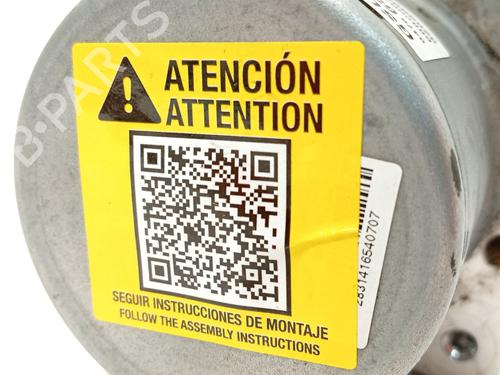 ATENCIÓN
ATTENTION
SEGUIR INSTRUCCIONES DE MONTAJE
FOLLOW THE ASSEMBLY INSTRUCTIONS
2831416540707
B-PARTS